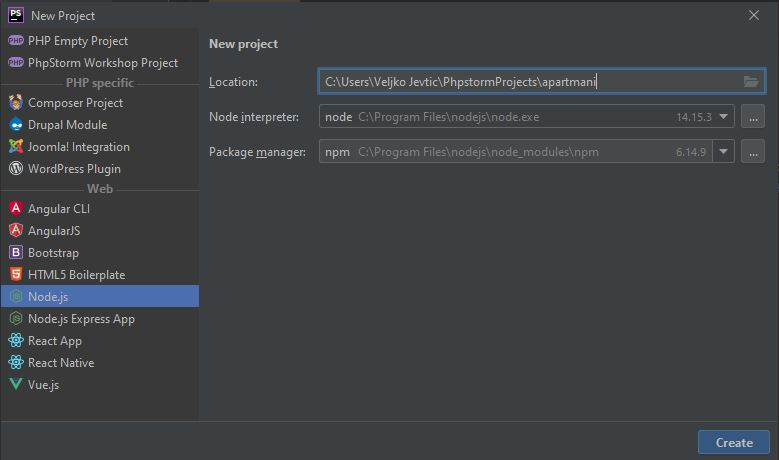 PS New Project
PHP Empty Project
PhpStorm Workshop Project
PHP specific
Composer Project
Drupal Module
Joomla! Integration
WordPress Plugin
Web
Angular CLI
AngularJS
Bootstrap
HTML5 Boilerplate
Node.js
Node.js Express App
React App
React Native
Vue.js
New project
Location: C:\Users\Veljko Jevtic\PhpstormProjects\apartmani
Node interpreter: node C:\Program Files\nodejs\node.exe 14.15.3 ...
Package manager: npm C:\Program Files\nodejs\node_modules\npm 6.14.9 ...
Create